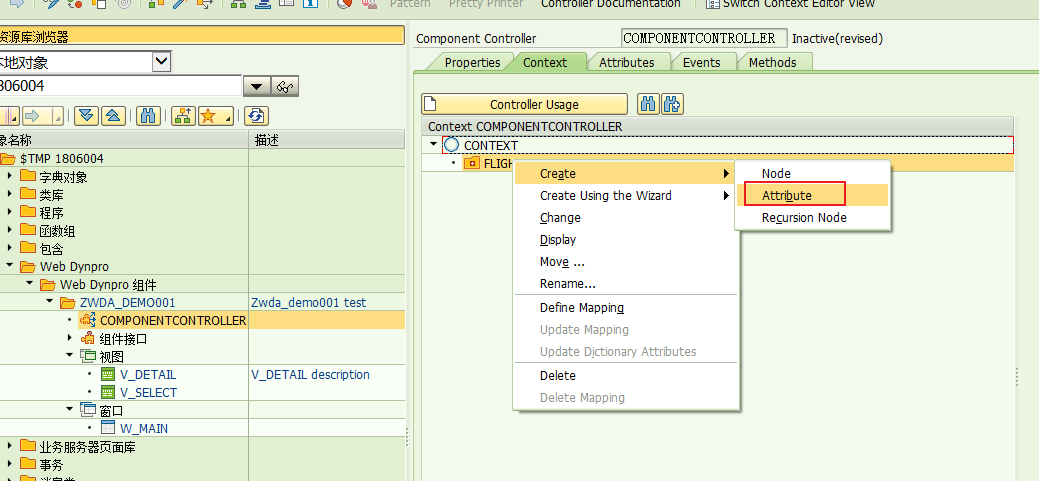 Pattern
Pretty Printer
Controller Documentation
Switch Context Editor View
资源库浏览器
本地对象
806004
象名称
描述
$TMP 1806004
字典对象
类库
程序
函数组
包含
Web Dynpro
Web Dynpro 组件
ZWDA_DEMO001
Zwda_demo001 test
COMPONENTCONTROLLER
组件接口
视图
V_DETAIL
V_DETAIL description
V_SELECT
窗口
W_MAIN
业务服务器页面库
事务
Component Controller
COMPONENTCONTROLLER
Inactive(revised)
Properties
Context
Attributes
Events
Methods
Controller Usage
Context COMPONENTCONTROLLER
CONTEXT
FLIGH
Create
Create Using the Wizard
Change
Display
Move ...
Rename...
Define Mapping
Update Mapping
Update Dictionary Attributes
Delete
Delete Mapping
Node
Attribute
Recursion Node